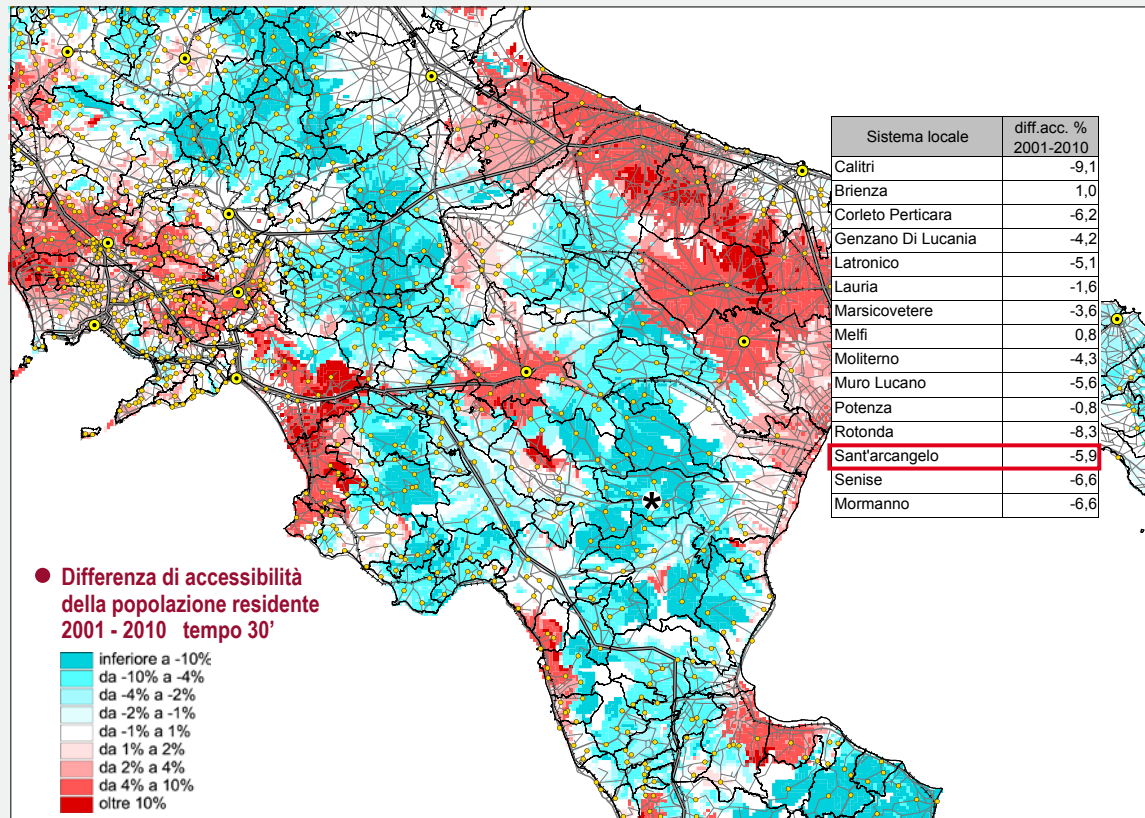 Sistema locale diff.acc. % 2001-2010
Calitri -9,1
Brienza 1,0
Corleto Perticara -6,2
Genzano Di Lucania -4,2
Latronico -5,1
Lauria -1,6
Marsicovetere -3,6
Melfi 0,8
Moliterno -4,3
Muro Lucano -5,6
Potenza -0,8
Rotonda -8,3
Sant'arcangelo -5,9
Senise -6,6
Mormanno -6,6
*
● Differenza di accessibilità
della popolazione residente
2001 - 2010 tempo 30'
inferiore a -10%
da -10% a -4%
da -4% a -2%
da -2% a -1%
da -1% a 1%
da 1% a 2%
da 2% a 4%
da 4% a 10%
oltre 10%